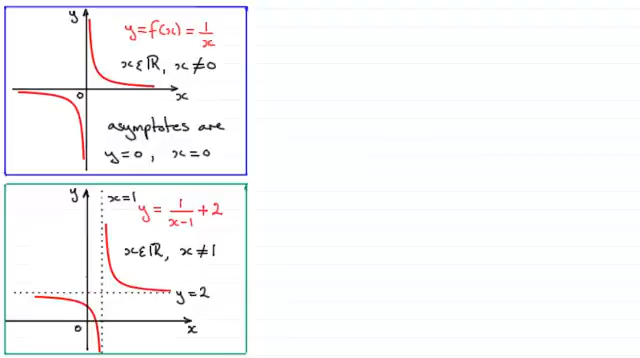 y
y = f(x) = 1/x
x ∈ ℝ, x ≠ 0
0
x
asymptotes are
y = 0, x = 0
y
x = 1
y = 1/(x-1) + 2
x ∈ ℝ, x ≠ 1
y = 2
0
x